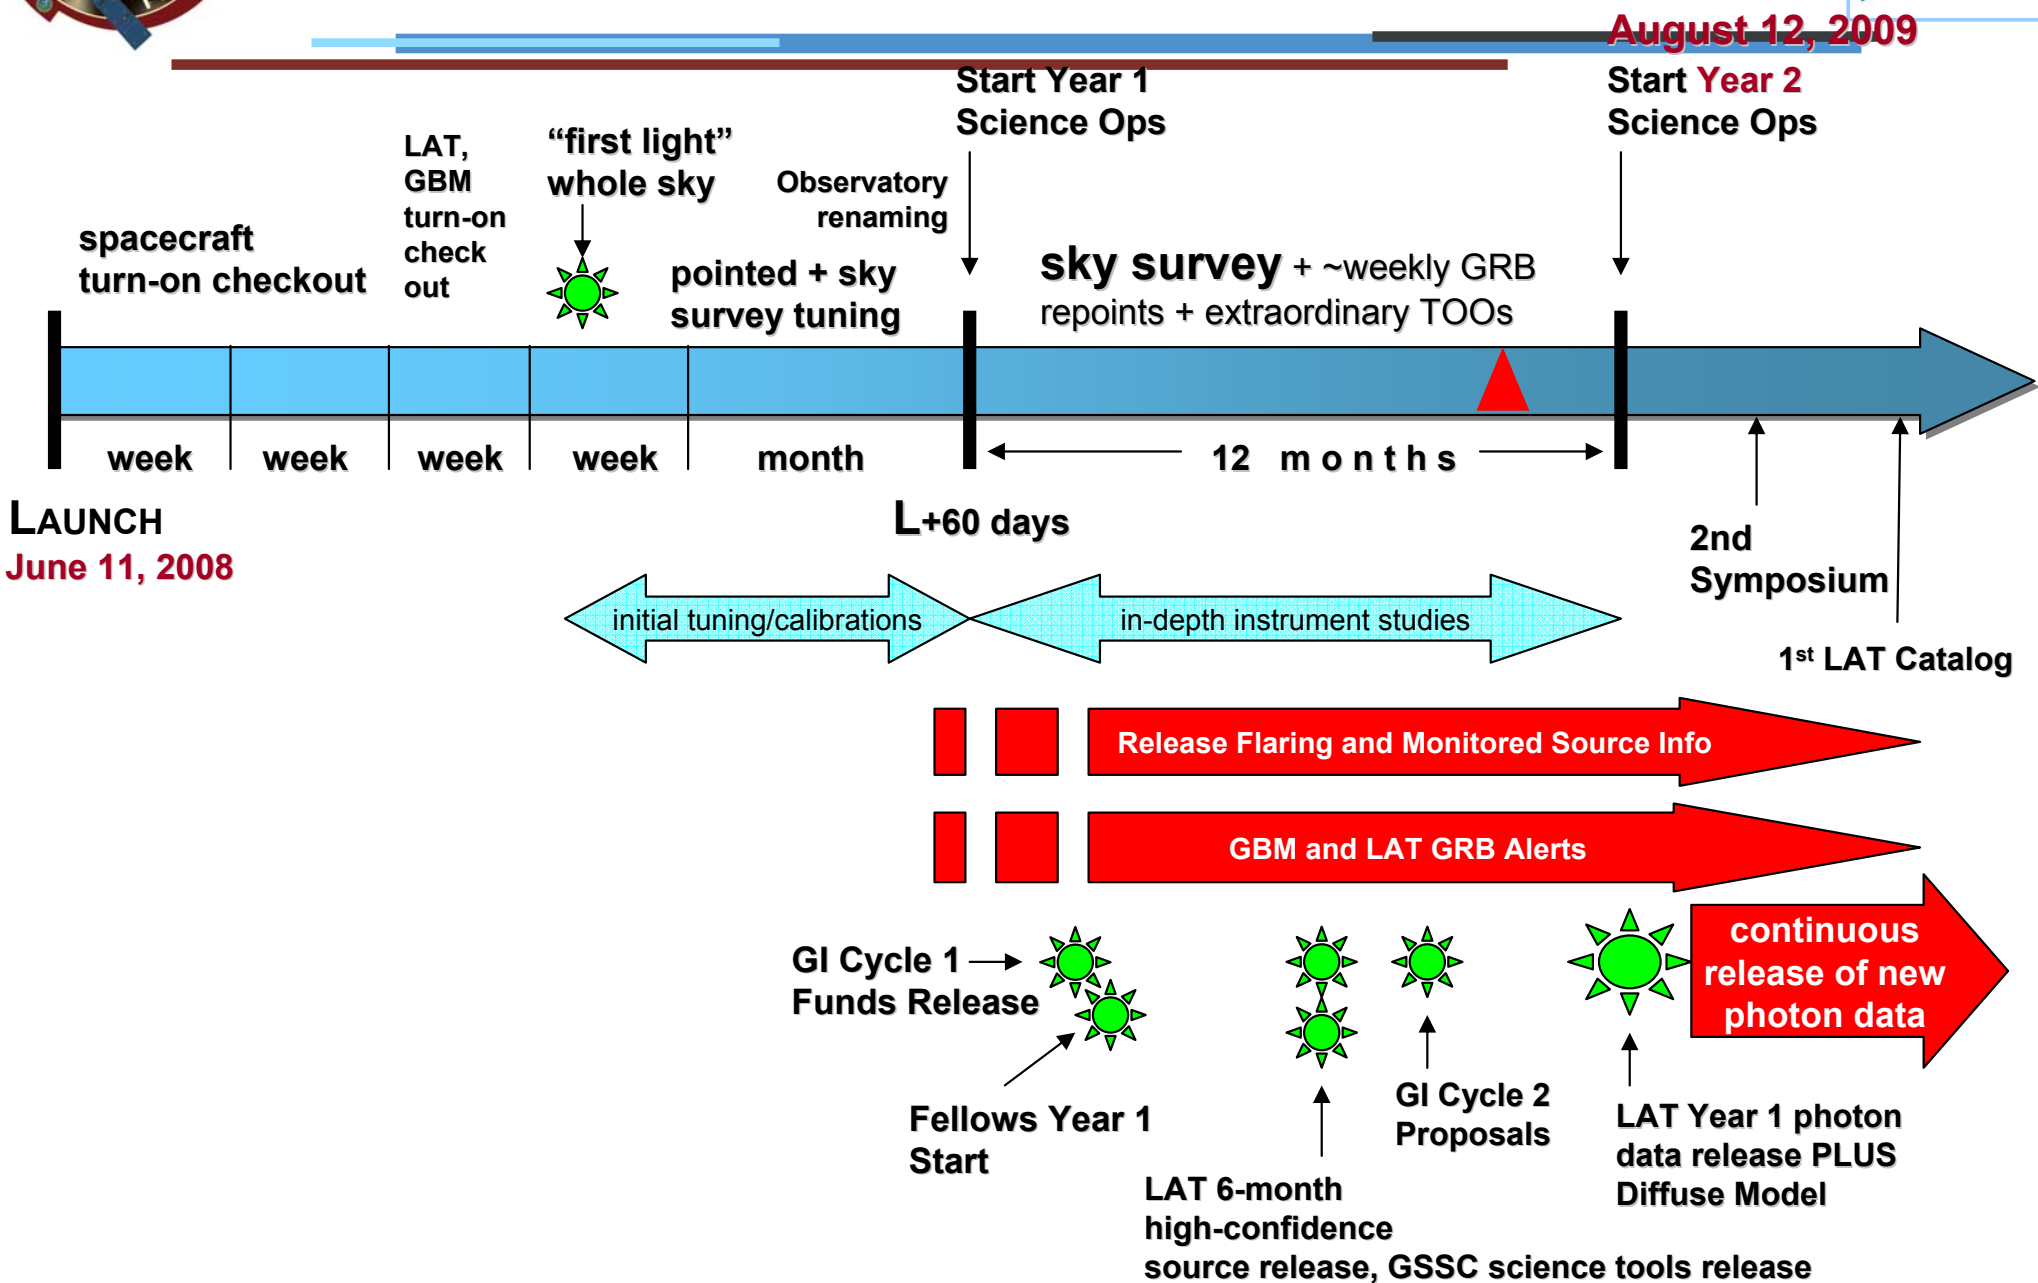 August 12, 2009
Start Year 1
Science Ops
Start Year 2
Science Ops
LAT,
GBM
turn-on
check
out
“first light”
whole sky
Observatory
renaming
spacecraft
turn-on checkout
pointed + sky
survey tuning
sky survey + ~weekly GRB
repoints + extraordinary TOOs
week
week
week
week
month
12 months
LAUNCH
June 11, 2008
L+60 days
2nd
Symposium
1st LAT Catalog
initial tuning/calibrations
in-depth instrument studies
Release Flaring and Monitored Source Info
GBM and LAT GRB Alerts
continuous
release of new
photon data
GI Cycle 1
Funds Release
Fellows Year 1
Start
LAT 6-month
high-confidence
source release, GSSC science tools release
GI Cycle 2
Proposals
LAT Year 1 photon
data release PLUS
Diffuse Model